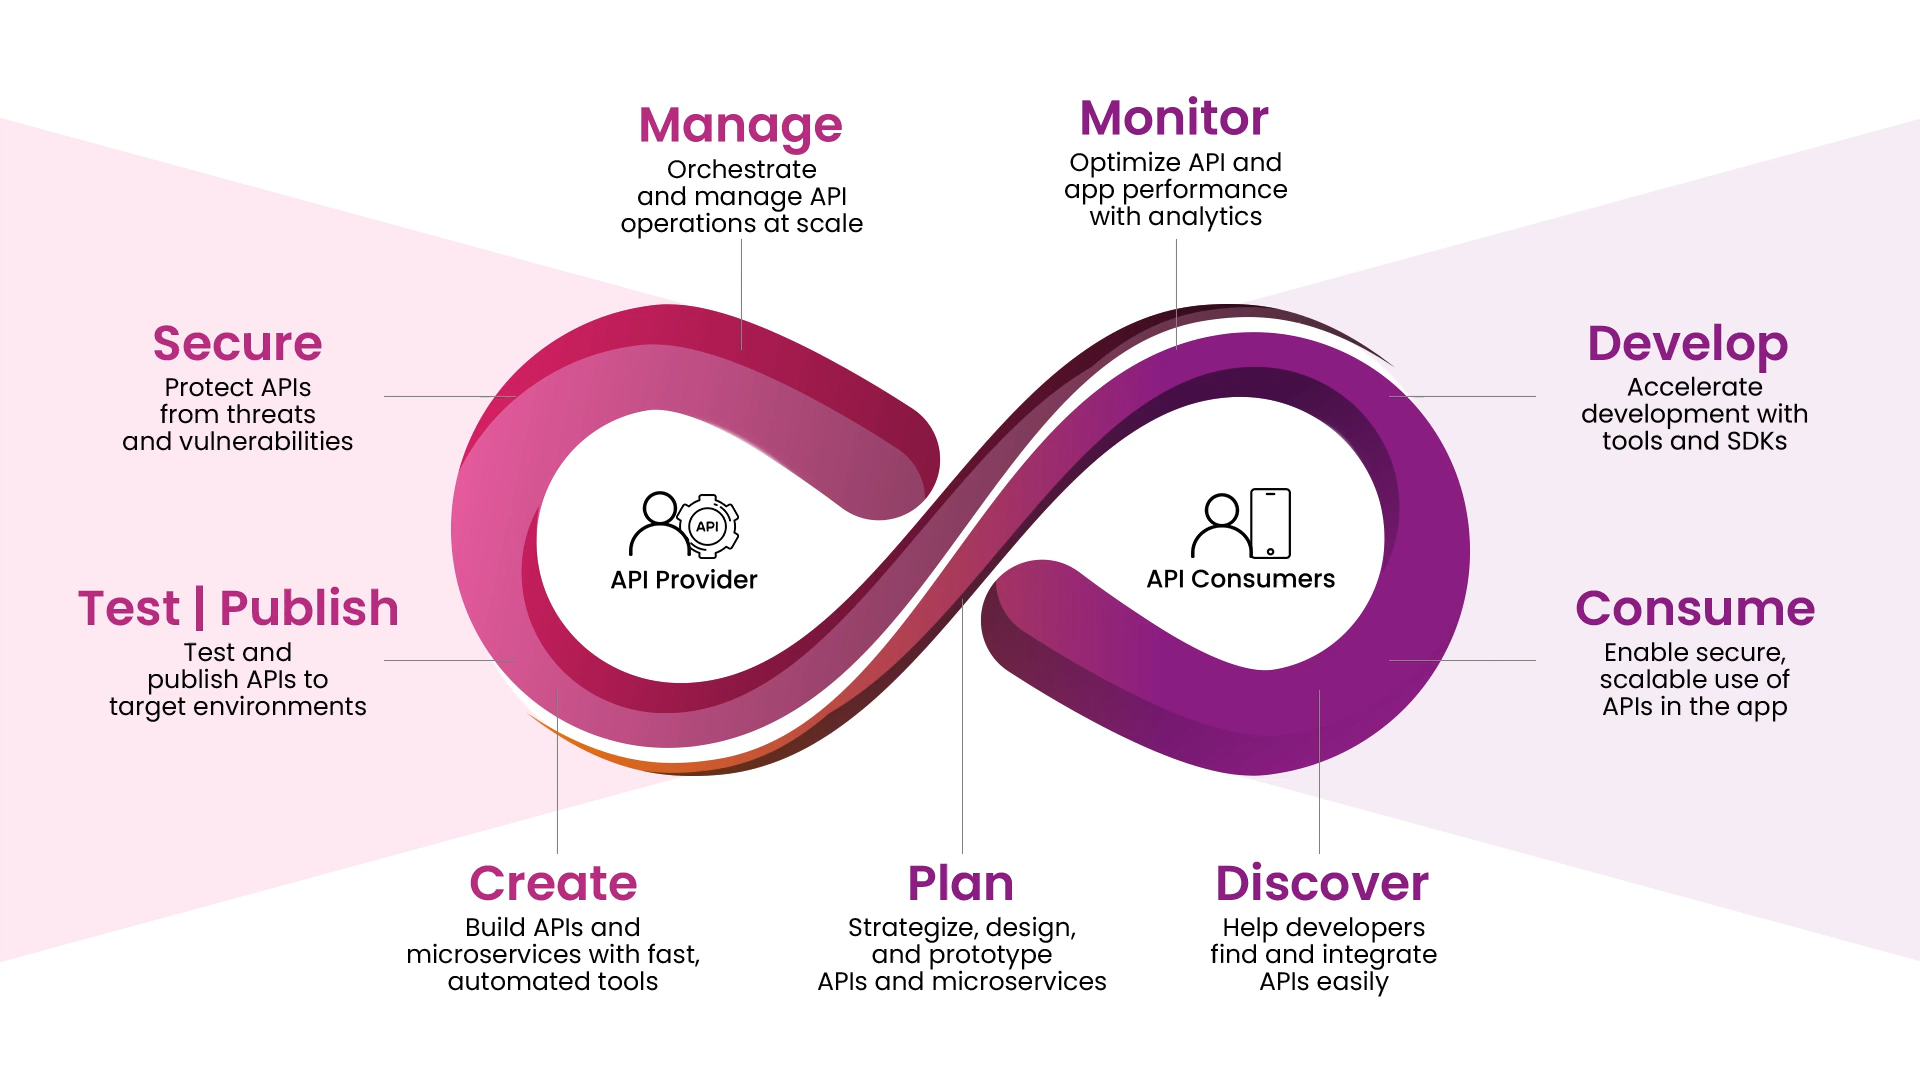 Manage
Orchestrate
and manage API
operations at scale
Monitor
Optimize API and
app performance
with analytics
Secure
Protect APIs
from threats
and vulnerabilities
Develop
Accelerate
development with
tools and SDKs
API
API Provider
API Consumers
Test | Publish
Test and
publish APIs to
target environments
Consume
Enable secure,
scalable use of
APIs in the app
Create
Build APIs and
microservices with fast,
automated tools
Plan
Strategize, design,
and prototype
APIs and microservices
Discover
Help developers
find and integrate
APIs easily